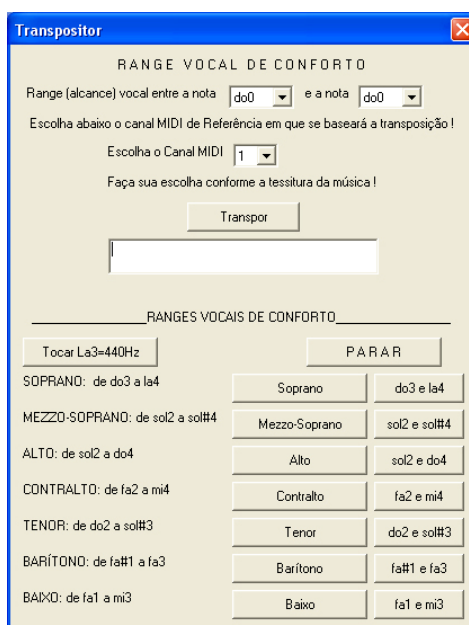 Transpositor
RANGE VOCAL DE CONFORTO
Range (alcance) vocal entre a nota do0 e a nota do0
Escolha abaixo o canal MIDI de Referência em que se baseará a transposição !
Escolha o Canal MIDI 1
Faça sua escolha conforme a tessitura da música !
Transpor
RANGES VOCAIS DE CONFORTO
Tocar La3=440Hz PARAR
SOPRANO: de do3 a la4 Soprano do3 e la4
MEZZO-SOPRANO: de sol2 a sol#4 Mezzo-Soprano sol2 e sol#4
ALTO: de sol2 a do4 Alto sol2 e do4
CONTRALTO: de fa2 a mi4 Contralto fa2 e mi4
TENOR: de do2 a sol#3 Tenor do2 e sol#3
BARÍTONO: de fa#1 a fa3 Barítono fa#1 e fa3
BAIXO: de fa1 a mi3 Baixo fa1 e mi3